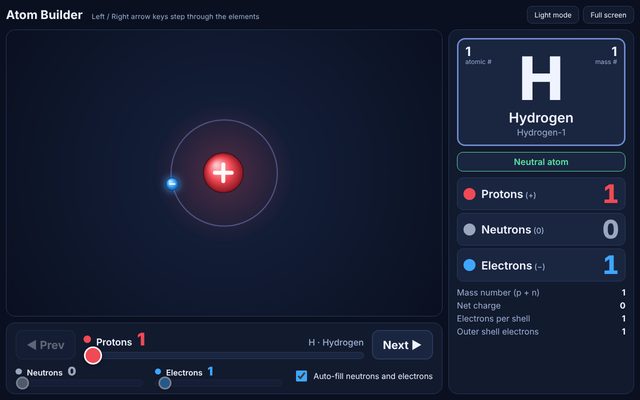 Atom Builder
Left / Right arrow keys step through the elements
Light mode
Full screen
+
−
1
atomic #
1
mass #
H
Hydrogen
Hydrogen-1
Neutral atom
Protons (+) 1
Neutrons (0) 0
Electrons (−) 1
Mass number (p + n) 1
Net charge 0
Electrons per shell 1
Outer shell electrons 1
◀ Prev
Protons 1
H · Hydrogen
Next ▶
Neutrons 0
Electrons 1
Auto-fill neutrons and electrons